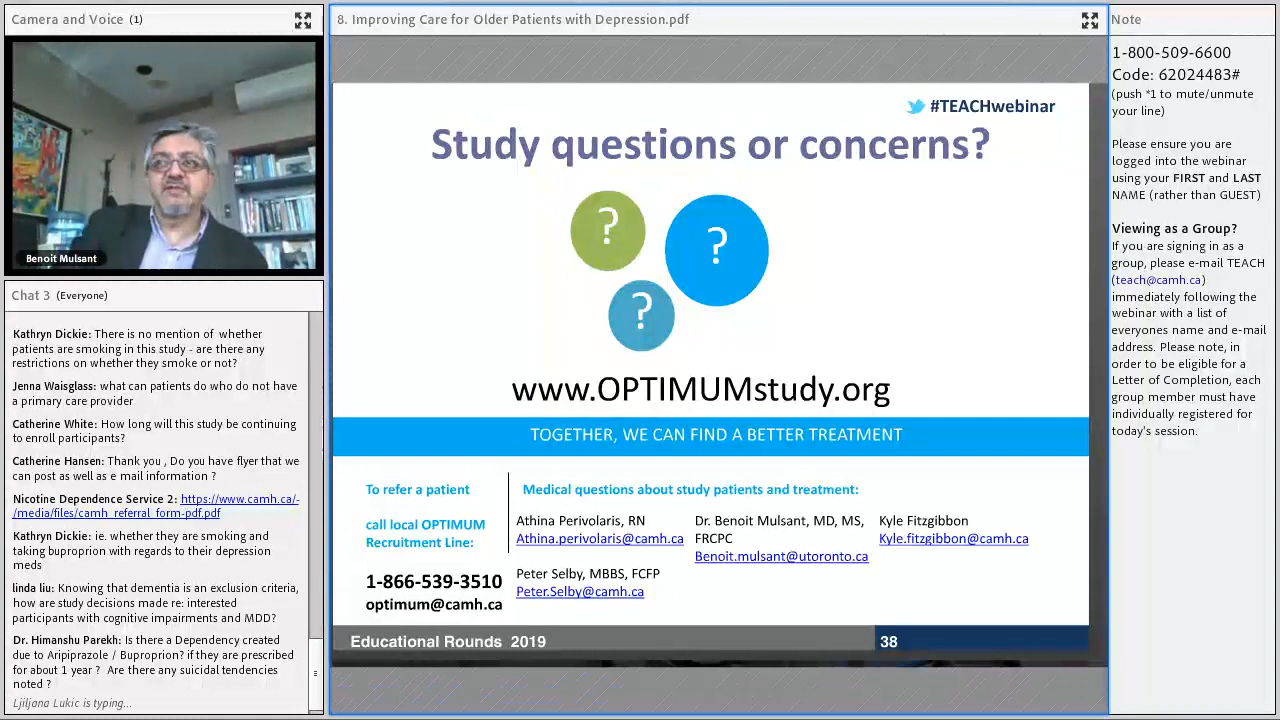 Camera and Voice (1)
Benoit Mulsant
Chat 3 (Everyone)
Kathryn Dickie: There is no mention of whether
patients are smoking in this study - are there any
restrictions on whether they smoke or not?
Jenna Waisglass: what can patients do who do not have
a primary care provider
Catherine White: How long will this study be continuing
to enroll participants?
Catherine Hansen: Thank you , Do you have flyer that we
can post as well as e mail information ?
Nicotine Dependence Service 2: https://www.camh.ca/-
/media/files/camh_referral_form-pdf.pdf
Kathryn Dickie: ie. whether they are smoking and
taking buproprion with regards to their depression
meds
linda liu: Knowing that dementia is an exclusion criteria,
how are study decisions made re: interested
participants with cognitive impairments and MDD?
Dr. Himanshu Parekh: Is there a Dependency created
due to Aripiprazole / Buproprion if they are prescribed
for about 1 year ? Are there any suicidal tendencies
noted ?
Ljiljana Lukic is typing...
8. Improving Care for Older Patients with Depression.pdf
#TEACHwebinar
Study questions or concerns?
?
?
?
www.OPTIMUMstudy.org
TOGETHER, WE CAN FIND A BETTER TREATMENT
To refer a patient
call local OPTIMUM
Recruitment Line:
1-866-539-3510
optimum@camh.ca
Medical questions about study patients and treatment:
Athina Perivolaris, RN
Athina.perivolaris@camh.ca
Peter Selby, MBBS, FCFP
Peter.Selby@camh.ca
Dr. Benoit Mulsant, MD, MS,
FRCPC
Benoit.mulsant@utoronto.ca
Kyle Fitzgibbon
Kyle.fitzgibbon@camh.ca
Educational Rounds 2019
38
Note
1-800-509-6600
Code: 62024483#
(push *1 to mute/unmute
your line)
Please ensure you are
logged into the webinar
using your FIRST and LAST
NAME (rather than GUEST)
Viewing as a Group?
If you are signing in as a
group, please e-mail TEACH
(teach@camh.ca)
immediately following the
webinar with a list of
everyones name and e-mail
address. Please note, in
order to be eligible for a
Letter of Completion, each
group member must have
individually registered for
today's session.